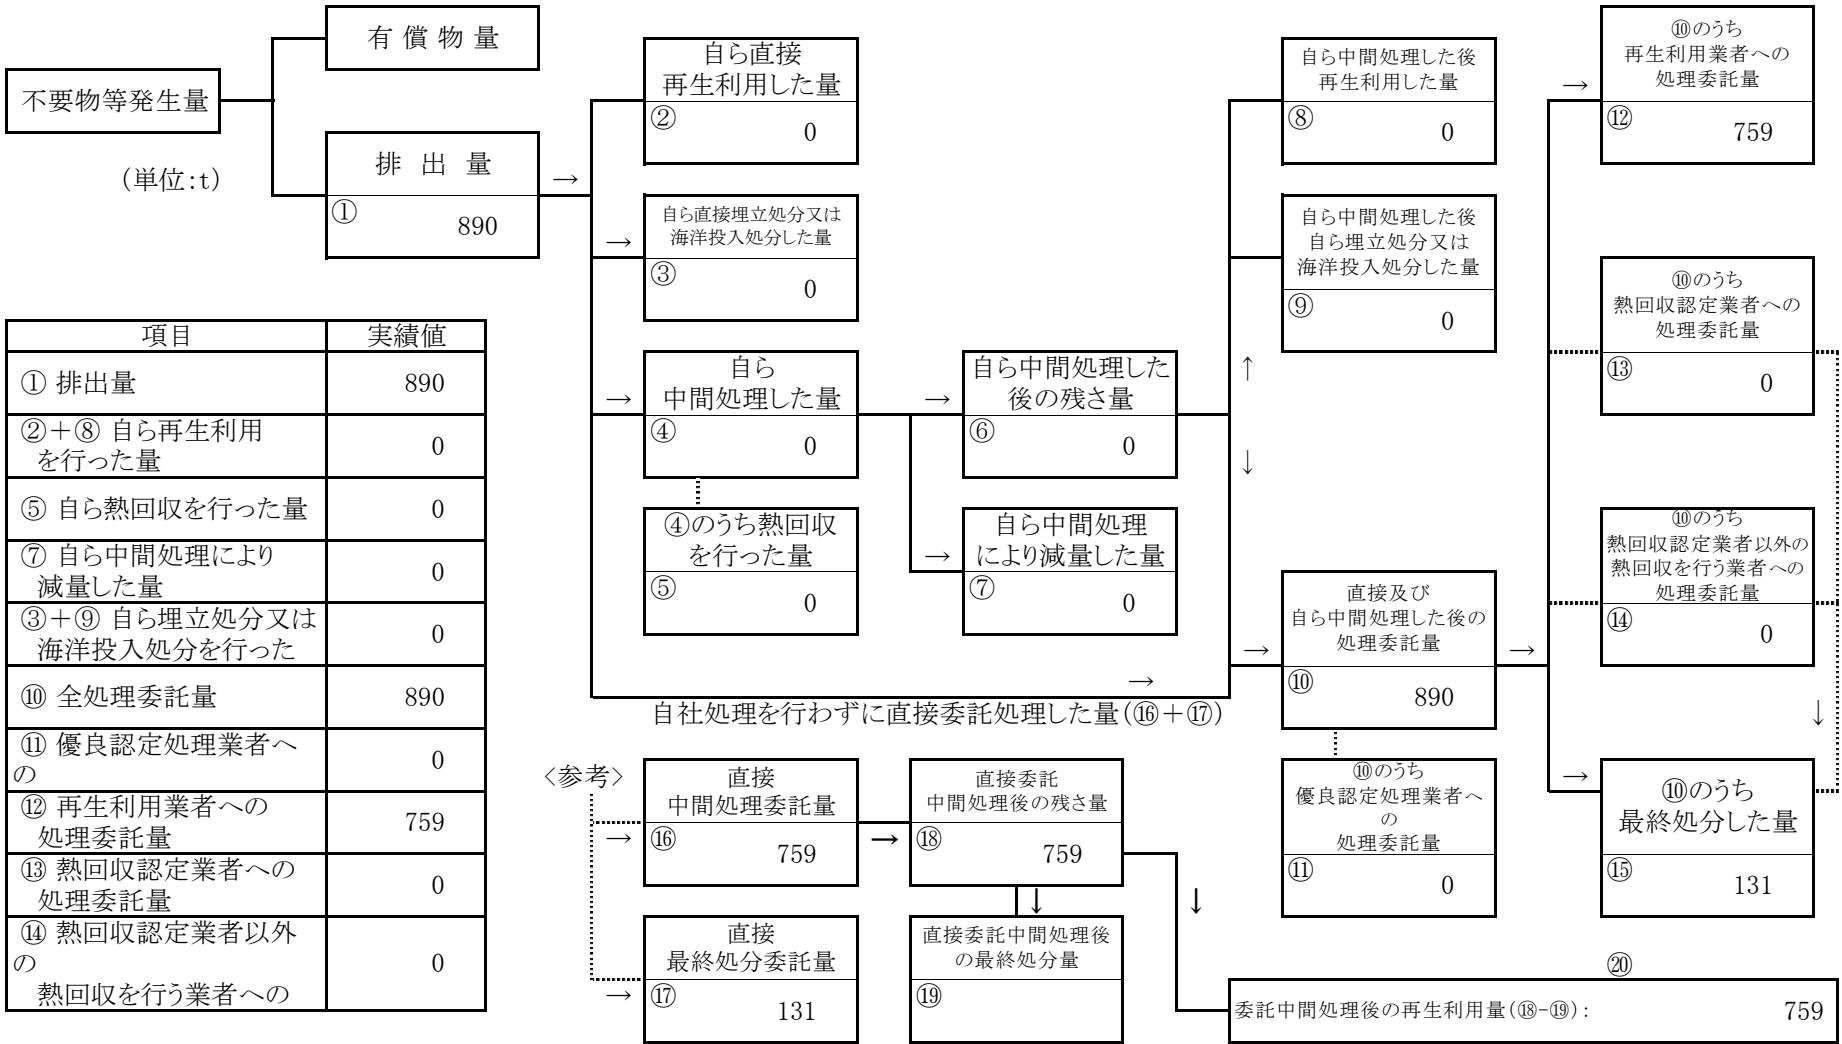 有償物量
不要物等発生量
排出量
①
890
(単位:t)
→
自ら直接
再生利用した量
②
0
→
自ら直接埋立処分又は
海洋投入処分した量
③
0
→
自ら
中間処理した量
④
0
④のうち熱回収
を行った量
⑤
0
→
自ら中間処理した
後の残さ量
⑥
0
→
自ら中間処理
により減量した量
⑦
0
自ら中間処理した後
再生利用した量
⑧
0
自ら中間処理した後
自ら埋立処分又は
海洋投入処分した量
⑨
0
↑
↓
→
直接及び
自ら中間処理した後の
処理委託量
⑩
890
→
自社処理を行わずに直接委託処理した量(⑯+⑰)
⑩のうち
優良認定処理業者へ
の
処理委託量
⑪
0
→
→
⑩のうち
再生利用業者への
処理委託量
⑫
759
⑩のうち
熱回収認定業者への
処理委託量
⑬
0
⑩のうち
熱回収認定業者以外の
熱回収を行う業者への
処理委託量
⑭
0
↓
→
⑩のうち
最終処分した量
⑮
131
項目 実績値
① 排出量 890
②+⑧ 自ら再生利用
を行った量
0
⑤ 自ら熱回収を行った量 0
⑦ 自ら中間処理により
減量した量
0
③+⑨ 自ら埋立処分又は
海洋投入処分を行った
0
⑩ 全処理委託量 890
⑪ 優良認定処理業者へ
の
0
⑫ 再生利用業者への
処理委託量
759
⑬ 熱回収認定業者への
処理委託量
0
⑭ 熱回収認定業者以外
の
熱回収を行う業者への
0
<参考>
→
直接
中間処理委託量
⑯
759
→
直接委託
中間処理後の残さ量
⑱
759
→
直接
最終処分委託量
⑰
131
↓
直接委託中間処理後
の最終処分量
⑲
↓
⑳
委託中間処理後の再生利用量(⑱-⑲): 759